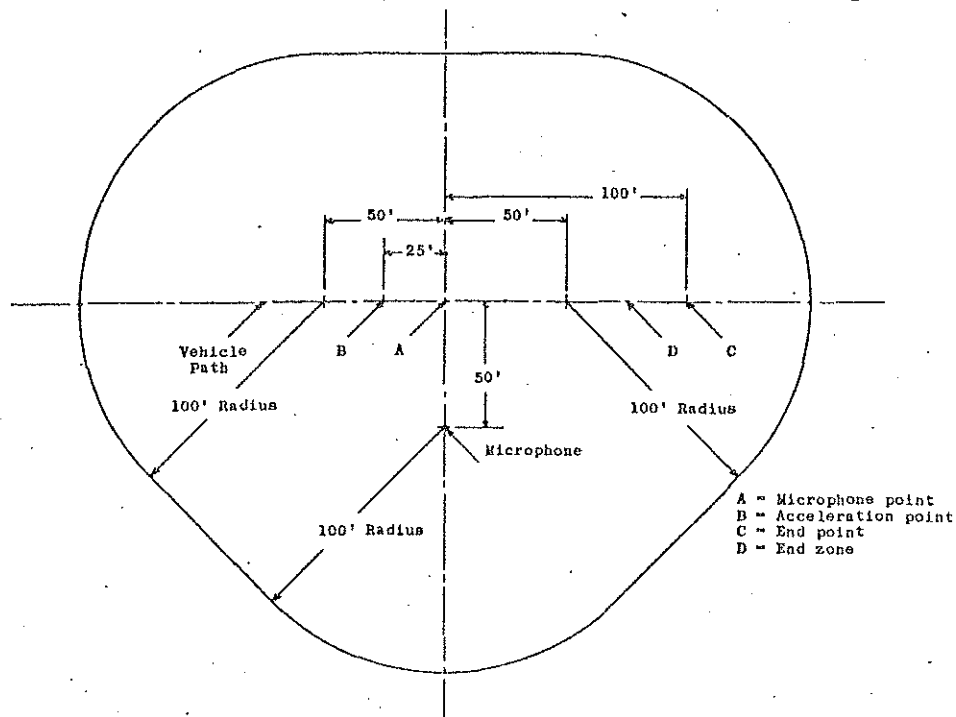 100'
50' 50'
25'
Vehicle
Path
B A D C
50'
100' Radius 100' Radius
Microphone
100' Radius
A = Microphone point
B = Acceleration point
C = End point
D = End zone